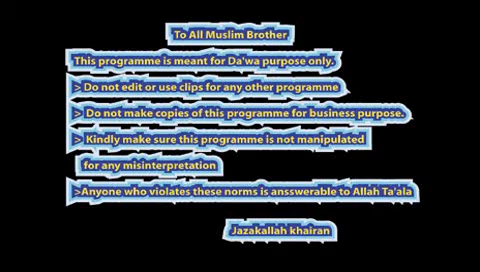 To All Muslim Brother,
This programme is meant for Da'wa purpose only.
> Do not edit or use clips for any other programme
> Do not make copies of this programme for business purpose.
> Kindly make sure this programme is not manipulated
for any misinterpretation
>Anyone who violates these norms is ansswerable to Allah Ta'ala
Jazakallah khairan